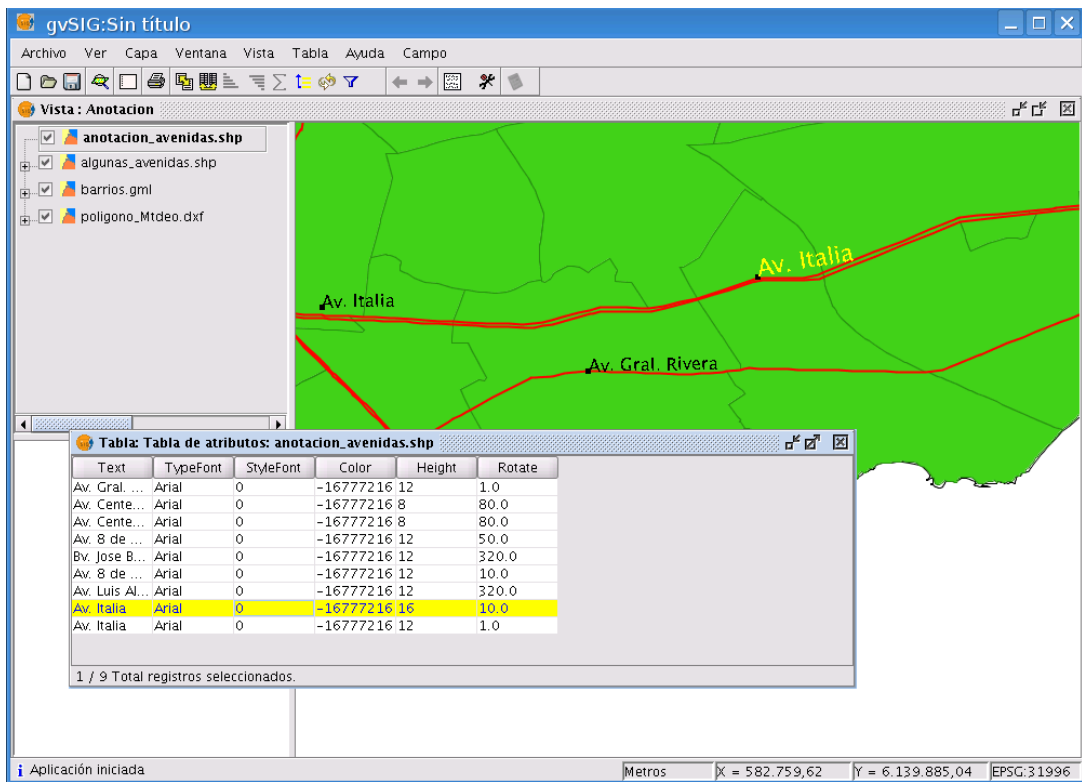 gvSIG:Sin título
Archivo Ver Capa Ventana Vista Tabla Ayuda Campo
Vista : Anotacion
anotacion_avenidas.shp
algunas_avenidas.shp
barrios.gml
poligono_Mtdeo.dxf
Av. Italia
Av. Italia
Av. Gral. Rivera
Tabla: Tabla de atributos: anotacion_avenidas.shp
Text TypeFont StyleFont Color Height Rotate
Av. Gral. ... Arial 0 -16777216 12 1.0
Av. Cente... Arial 0 -16777216 8 80.0
Av. Cente... Arial 0 -16777216 8 80.0
Av. 8 de ... Arial 0 -16777216 12 50.0
Bv. Jose B... Arial 0 -16777216 12 320.0
Av. 8 de ... Arial 0 -16777216 12 10.0
Av. Luis Al... Arial 0 -16777216 12 320.0
Av. Italia Arial 0 -16777216 16 10.0
Av. Italia Arial 0 -16777216 12 1.0
1 / 9 Total registros seleccionados.
Aplicación iniciada
Metros X = 582.759,62 Y = 6.139.885,04 EPSG:31996